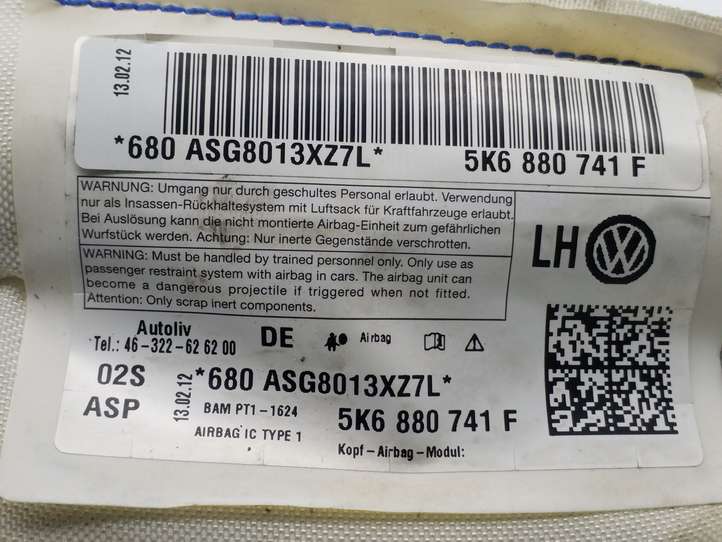 13.02.12
*680 ASG8013XZ7L* 5K6 880 741 F
WARNUNG: Umgang nur durch geschultes Personal erlaubt. Verwendung
nur als Insassen-Rückhaltesystem mit Luftsack für Kraftfahrzeuge erlaubt.
Bei Auslösung kann die nicht montierte Airbag-Einheit zum gefährlichen
Wurfstück werden. Achtung: Nur inerte Gegenstände verschrotten.
WARNING: Must be handled by trained personnel only. Only use as
passenger restraint system with airbag in cars. The airbag unit can
become a dangerous projectile if triggered when not fitted.
Attention: Only scrap inert components.
LH
Autoliv
Tel.: 46-322-62 62 00
DE
Airbag
02S
ASP
13.02.12
*680 ASG8013XZ7L*
BAM PT1-1624
5K6 880 741 F
AIRBAG IC TYPE 1
Kopf-Airbag-Modul: